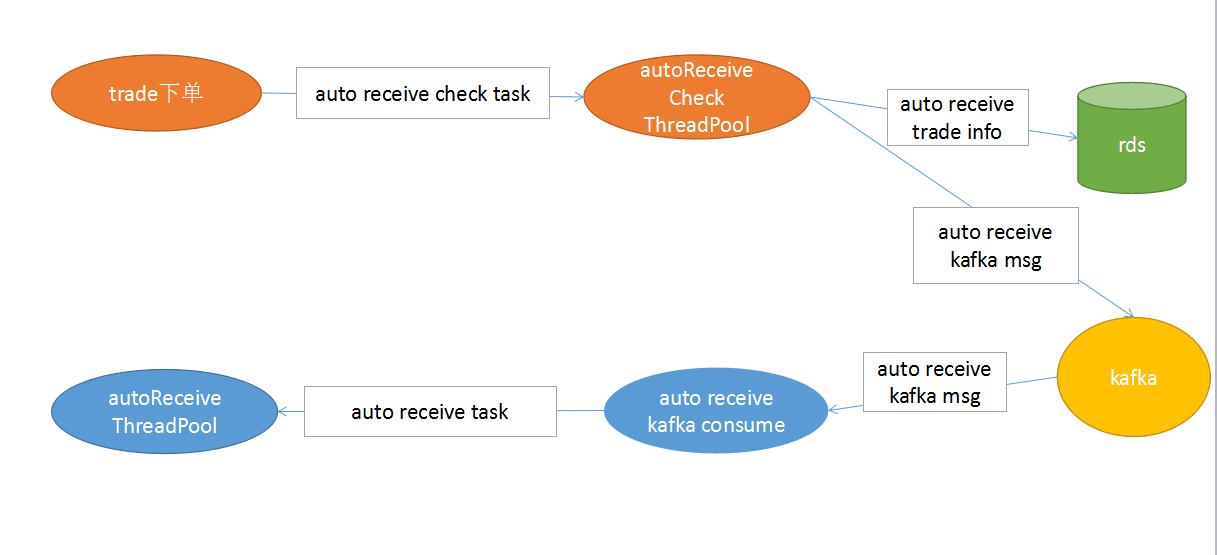 trade下单
auto receive check task
autoReceive
Check
ThreadPool
auto receive
trade info
rds
auto receive
kafka msg
kafka
auto receive
kafka msg
auto receive
kafka consume
auto receive task
autoReceive
ThreadPool